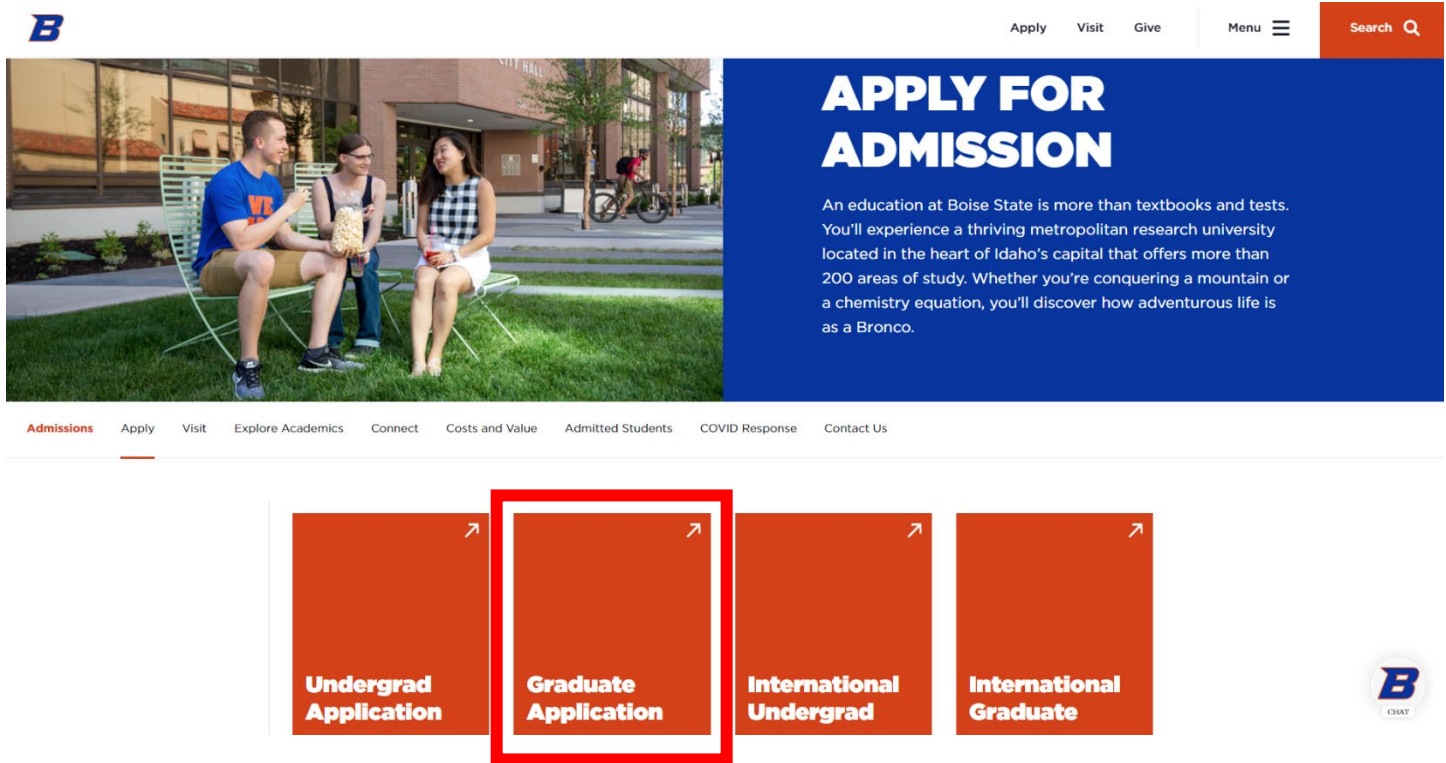 B
Apply Visit Give Menu Search
CITY HALL
WE
APPLY FOR
ADMISSION
An education at Boise State is more than textbooks and tests.
You'll experience a thriving metropolitan research university
located in the heart of Idaho's capital that offers more than
200 areas of study. Whether you're conquering a mountain or
a chemistry equation, you'll discover how adventurous life is
as a Bronco.
Admissions Apply Visit Explore Academics Connect Costs and Value Admitted Students COVID Response Contact Us
Undergrad
Application
Graduate
Application
International
Undergrad
International
Graduate
B
CHAT